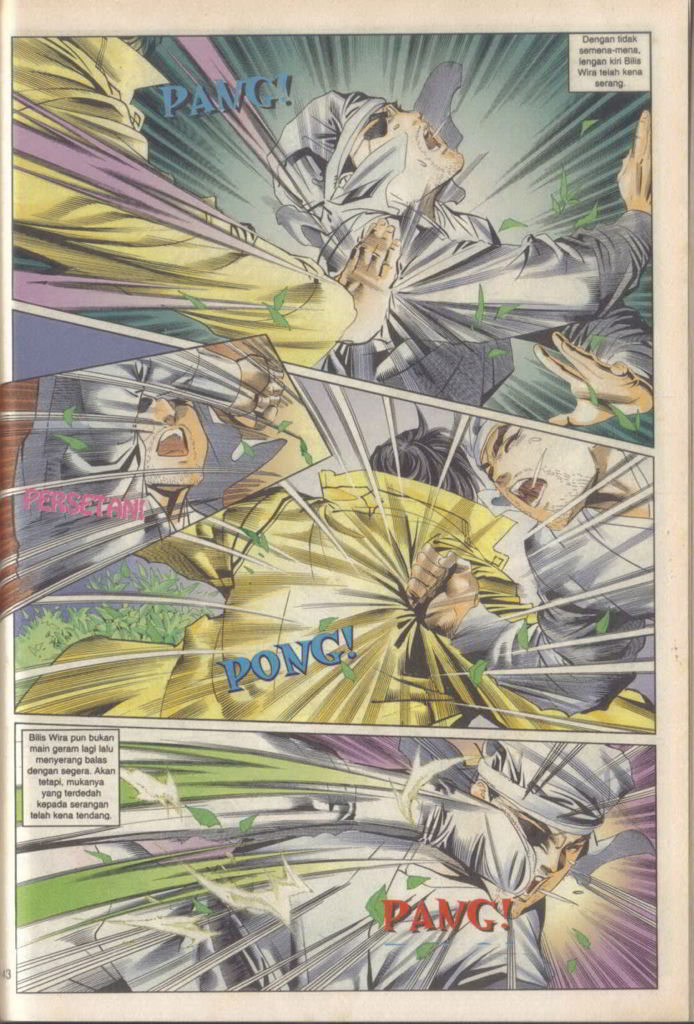 Dengan tidak
semena-mena,
lengan kiri Bilis
Wira telah kena
serang.
PANG!
PERSETAN!
PONG!
Bilis Wira pun bukan
main geram lagi lalu
menyerang balas
dengan segera. Akan
tetapi, mukanya
yang terdedah
kepada serangan
telah kena tendang.
PANG!